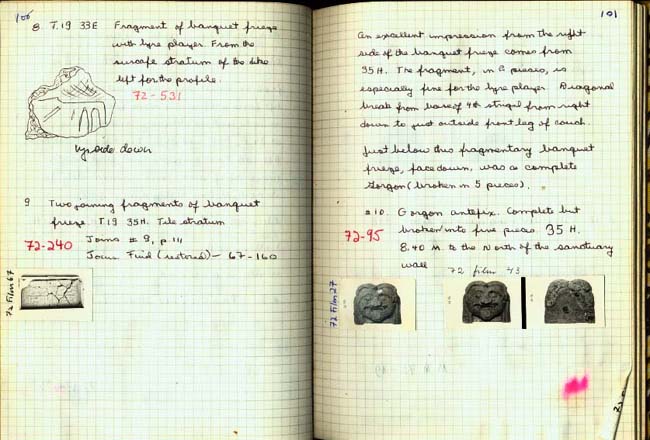 100
8. T.19 33E Fragment of banquet frieze
with lyre player. From the
surface stratum of the dike
left for the profile.
72-531
upside down
9 Two joining fragments of banquet
frieze T.19 35H. Tile stratum
72-240
Joins # 9, p. 111
Joins Find (restored) - 67-160
72 Film 67
101
An excellent impression from the right
side of the banquet frieze comes from
35 H. The fragment, in 2 pieces, is
especially fine for the lyre player. Diagonal
break from base of 4th strigil from right
down to just outside front leg of couch.
Just below this fragmentary banquet
frieze, face down, was a complete
Gorgon (broken in 5 pieces).
#10. Gorgon antefix. Complete but
72-95
broken into five pieces 35 H.
8.40 M to the North of the sanctuary
wall
72 film 43
72 Film 27